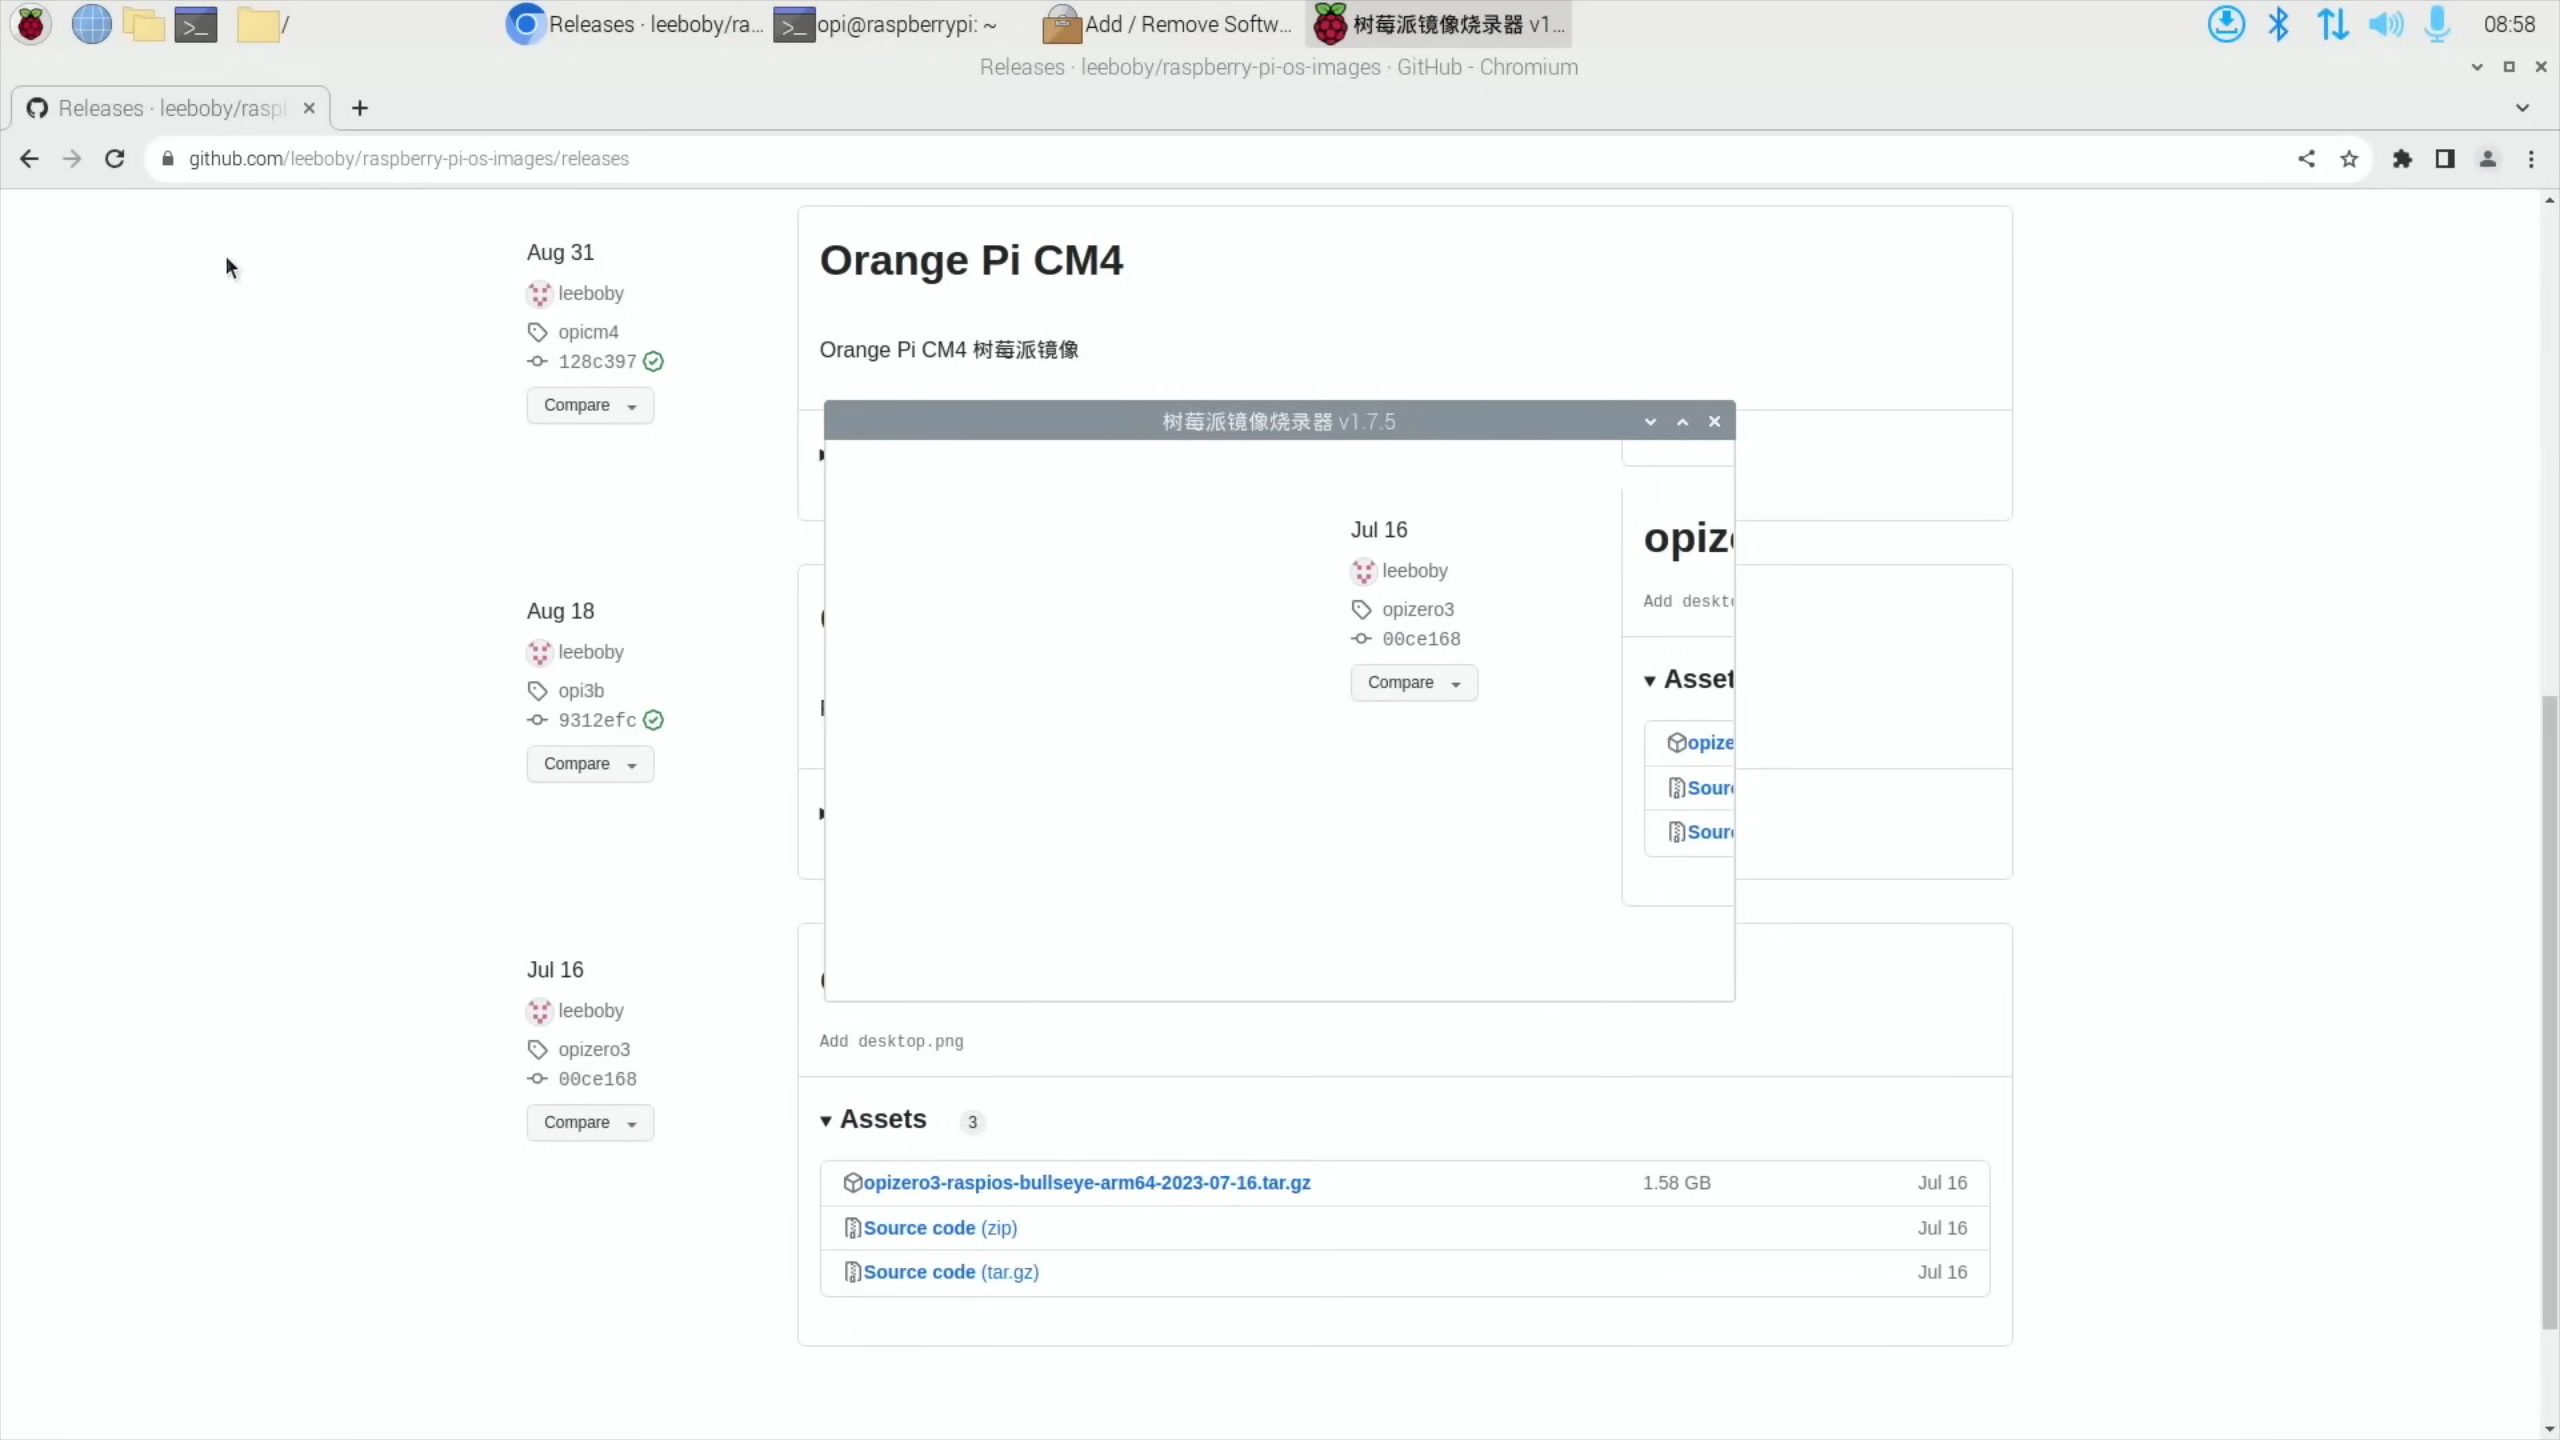 /
Releases · leeboby/ra...
opi@raspberrypi: ~
Add / Remove Softw...
树莓派镜像烧录器 v1...
08:58
Releases · leeboby/raspberry-pi-os-images · GitHub - Chromium
Releases · leeboby/rasp
github.com/leeboby/raspberry-pi-os-images/releases
Aug 31
leeboby
opicm4
128c397
Compare
Orange Pi CM4
Orange Pi CM4 树莓派镜像
树莓派镜像烧录器 v1.7.5
Jul 16
leeboby
opizero3
00ce168
Compare
opize
Add deskt
Asset
opize
Sour
Sour
Aug 18
leeboby
opi3b
9312efc
Compare
Jul 16
leeboby
opizero3
00ce168
Compare
Add desktop.png
Assets 3
opizero3-raspios-bullseye-arm64-2023-07-16.tar.gz 1.58 GB Jul 16
Source code (zip) Jul 16
Source code (tar.gz) Jul 16